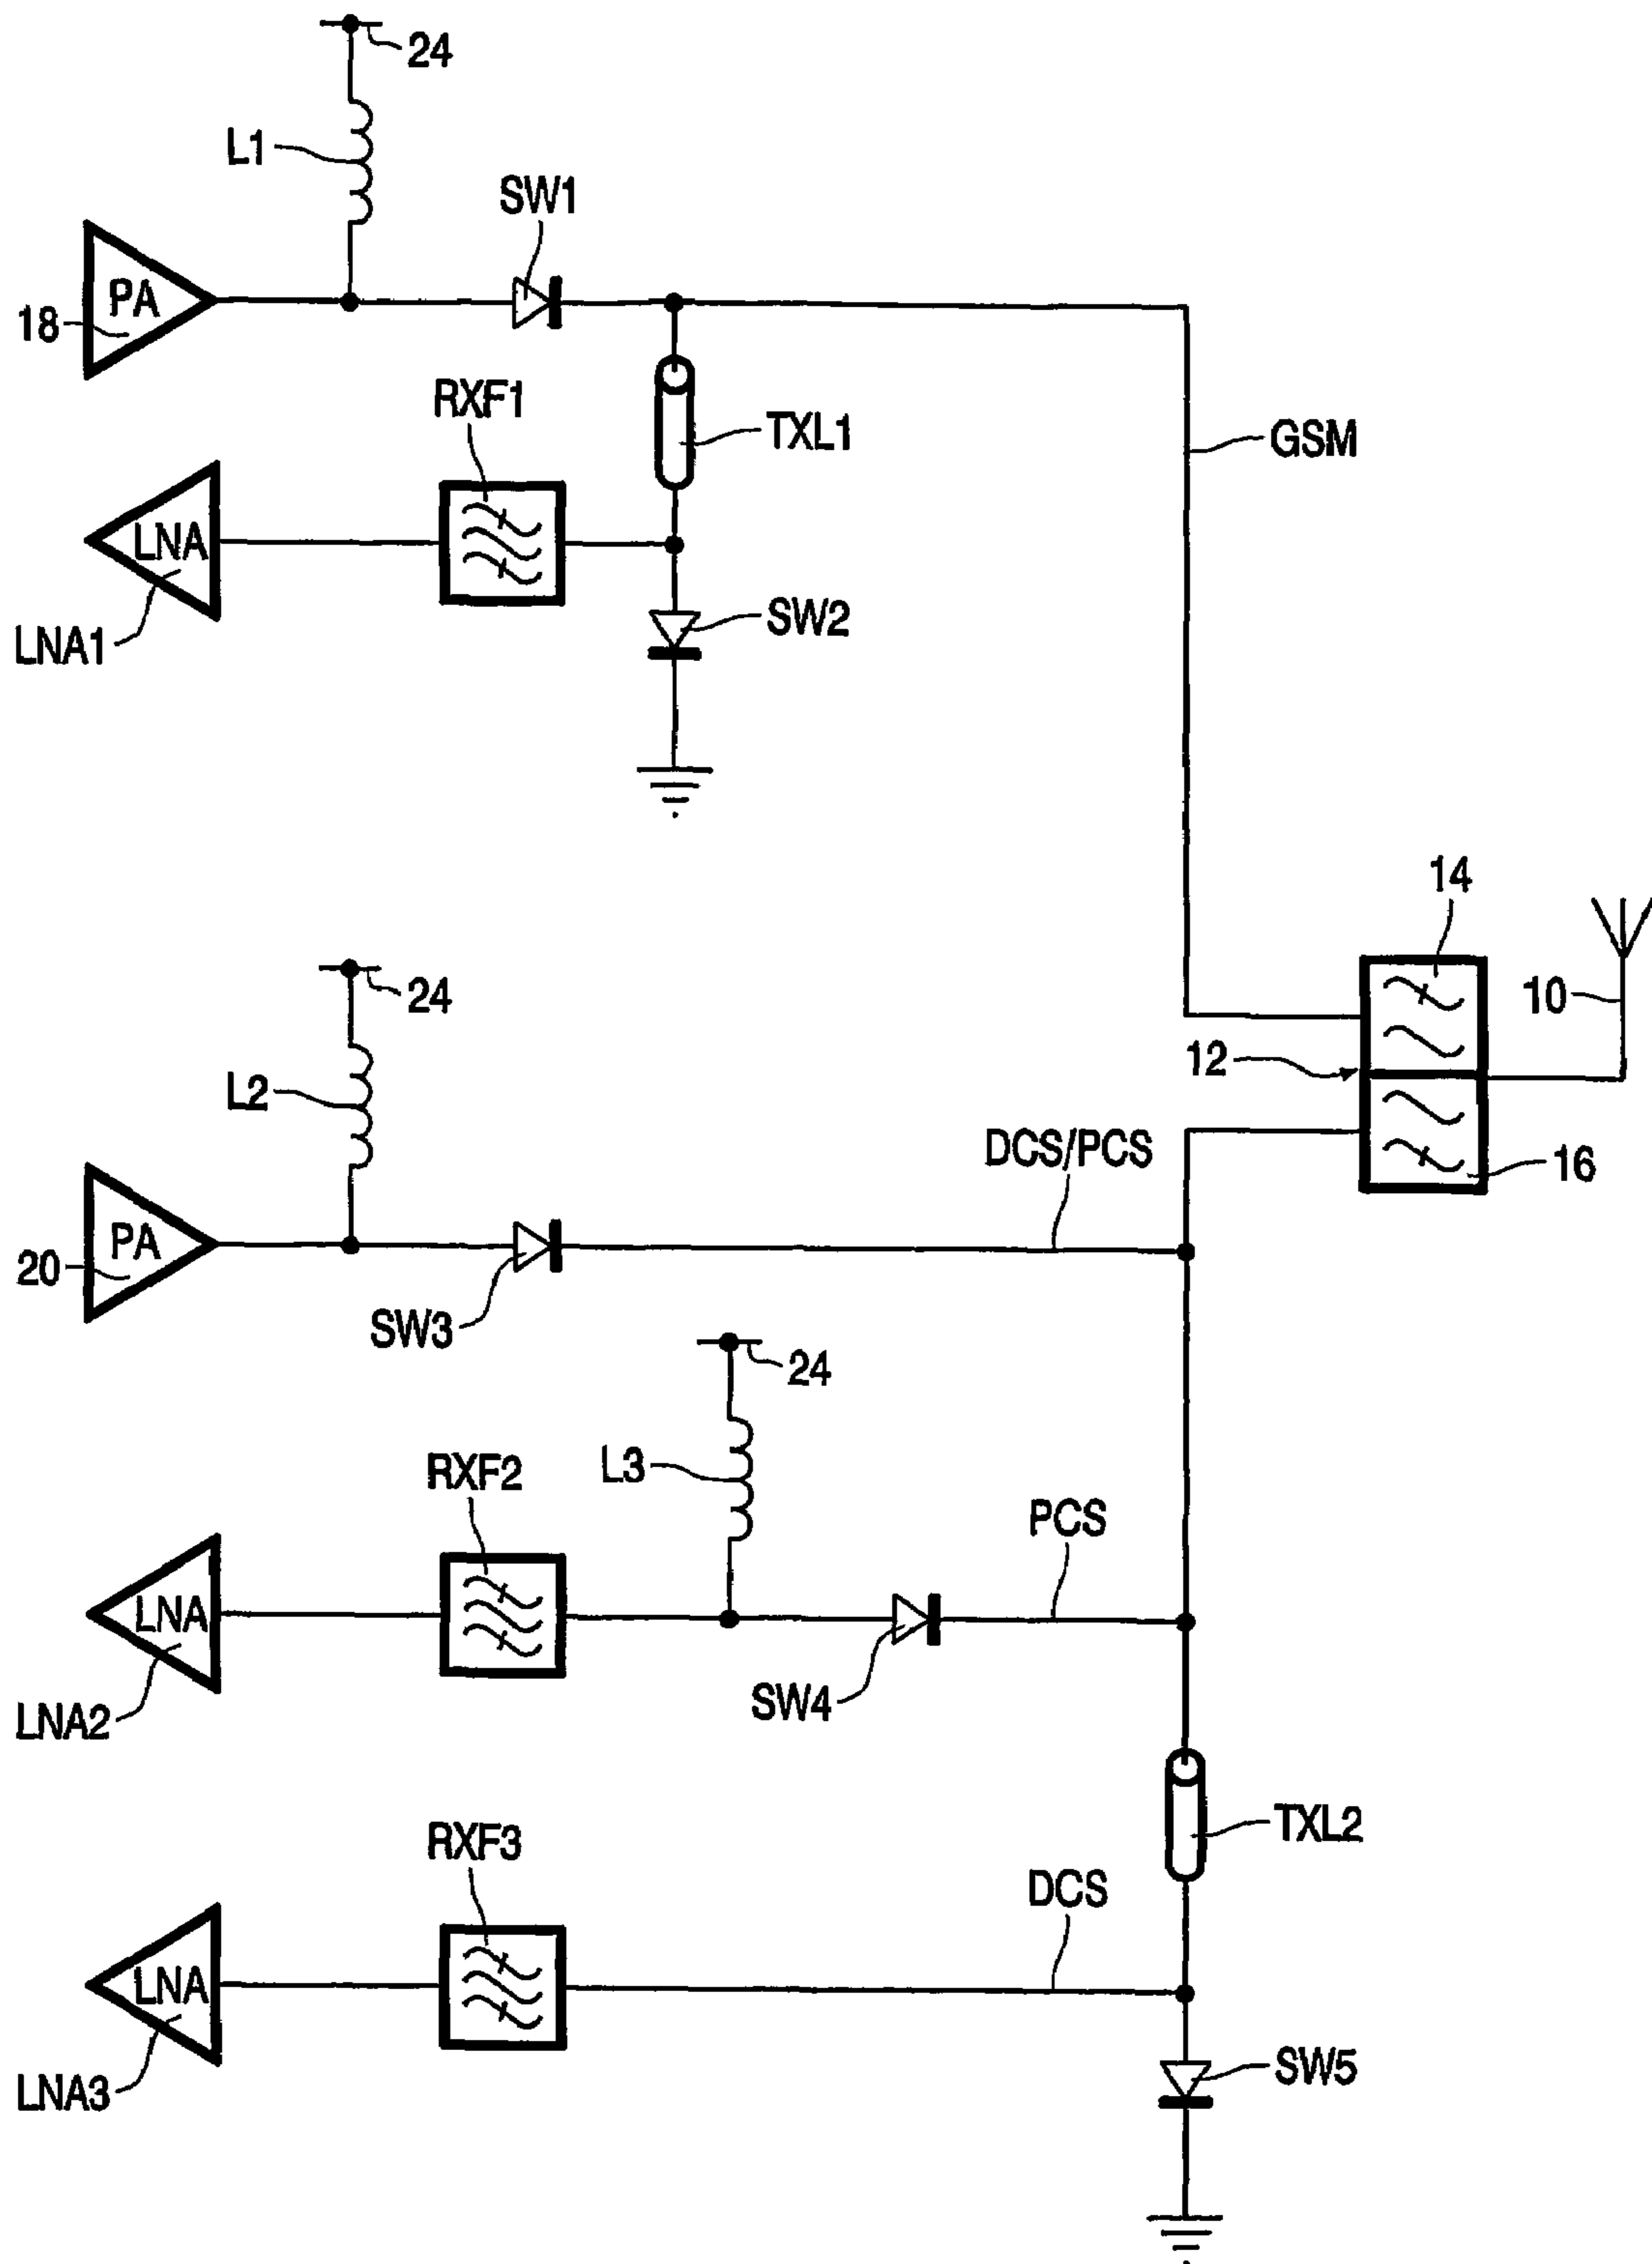 24
L1
SW1
PA
18
RXF1
TXL1
GSM
LNA
SW2
LNA1
14
24
10
12
L2
DCS/PCS
16
PA
20
SW3
24
RXF2
L3
PCS
LNA
SW4
LNA2
TXL2
RXF3
DCS
LNA
SW5
LNA3